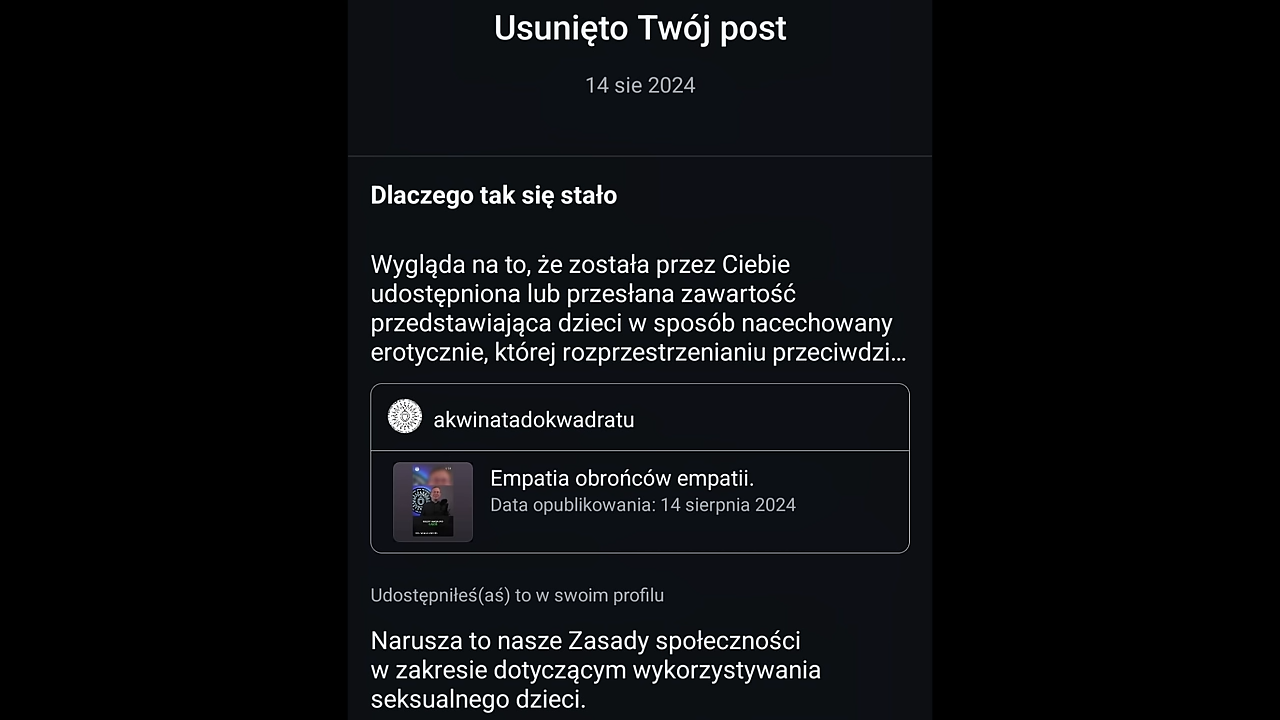 Usunięto Twój post
14 sie 2024
Dlaczego tak się stało
Wygląda na to, że została przez Ciebie
udostępniona lub przesłana zawartość
przedstawiająca dzieci w sposób nacechowany
erotycznie, której rozprzestrzenianiu przeciwdzi...
akwinatadokwadratu
Empatia obrońców empatii.
Data opublikowania: 14 sierpnia 2024
Udostępniłeś(aś) to w swoim profilu
Narusza to nasze Zasady społeczności
w zakresie dotyczącym wykorzystywania
seksualnego dzieci.